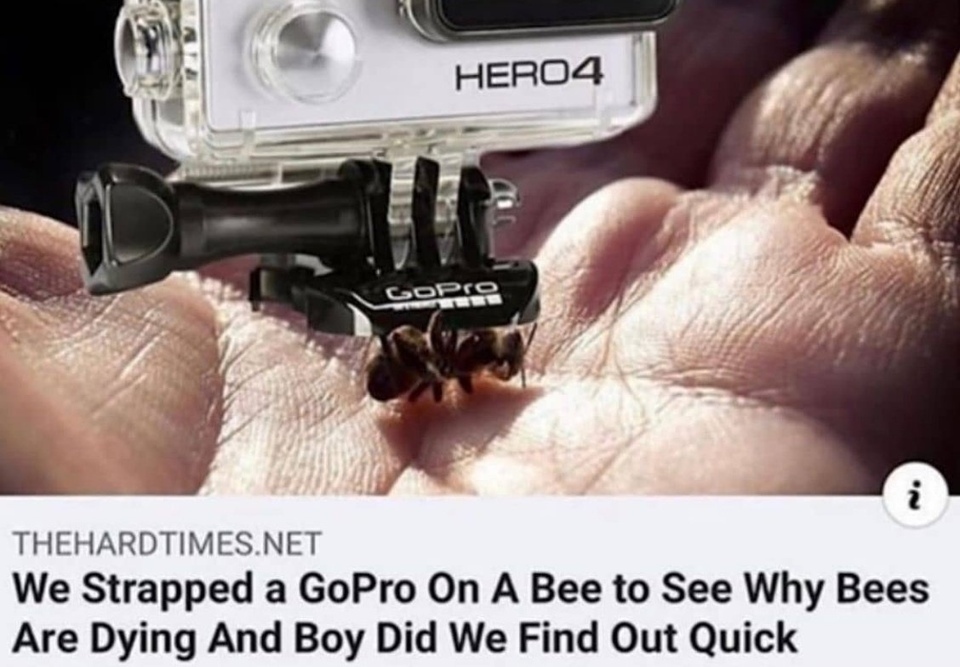 HERO4
GoPro
THEHARDTIMES.NET
We Strapped a GoPro On A Bee to See Why Bees
Are Dying And Boy Did We Find Out Quick